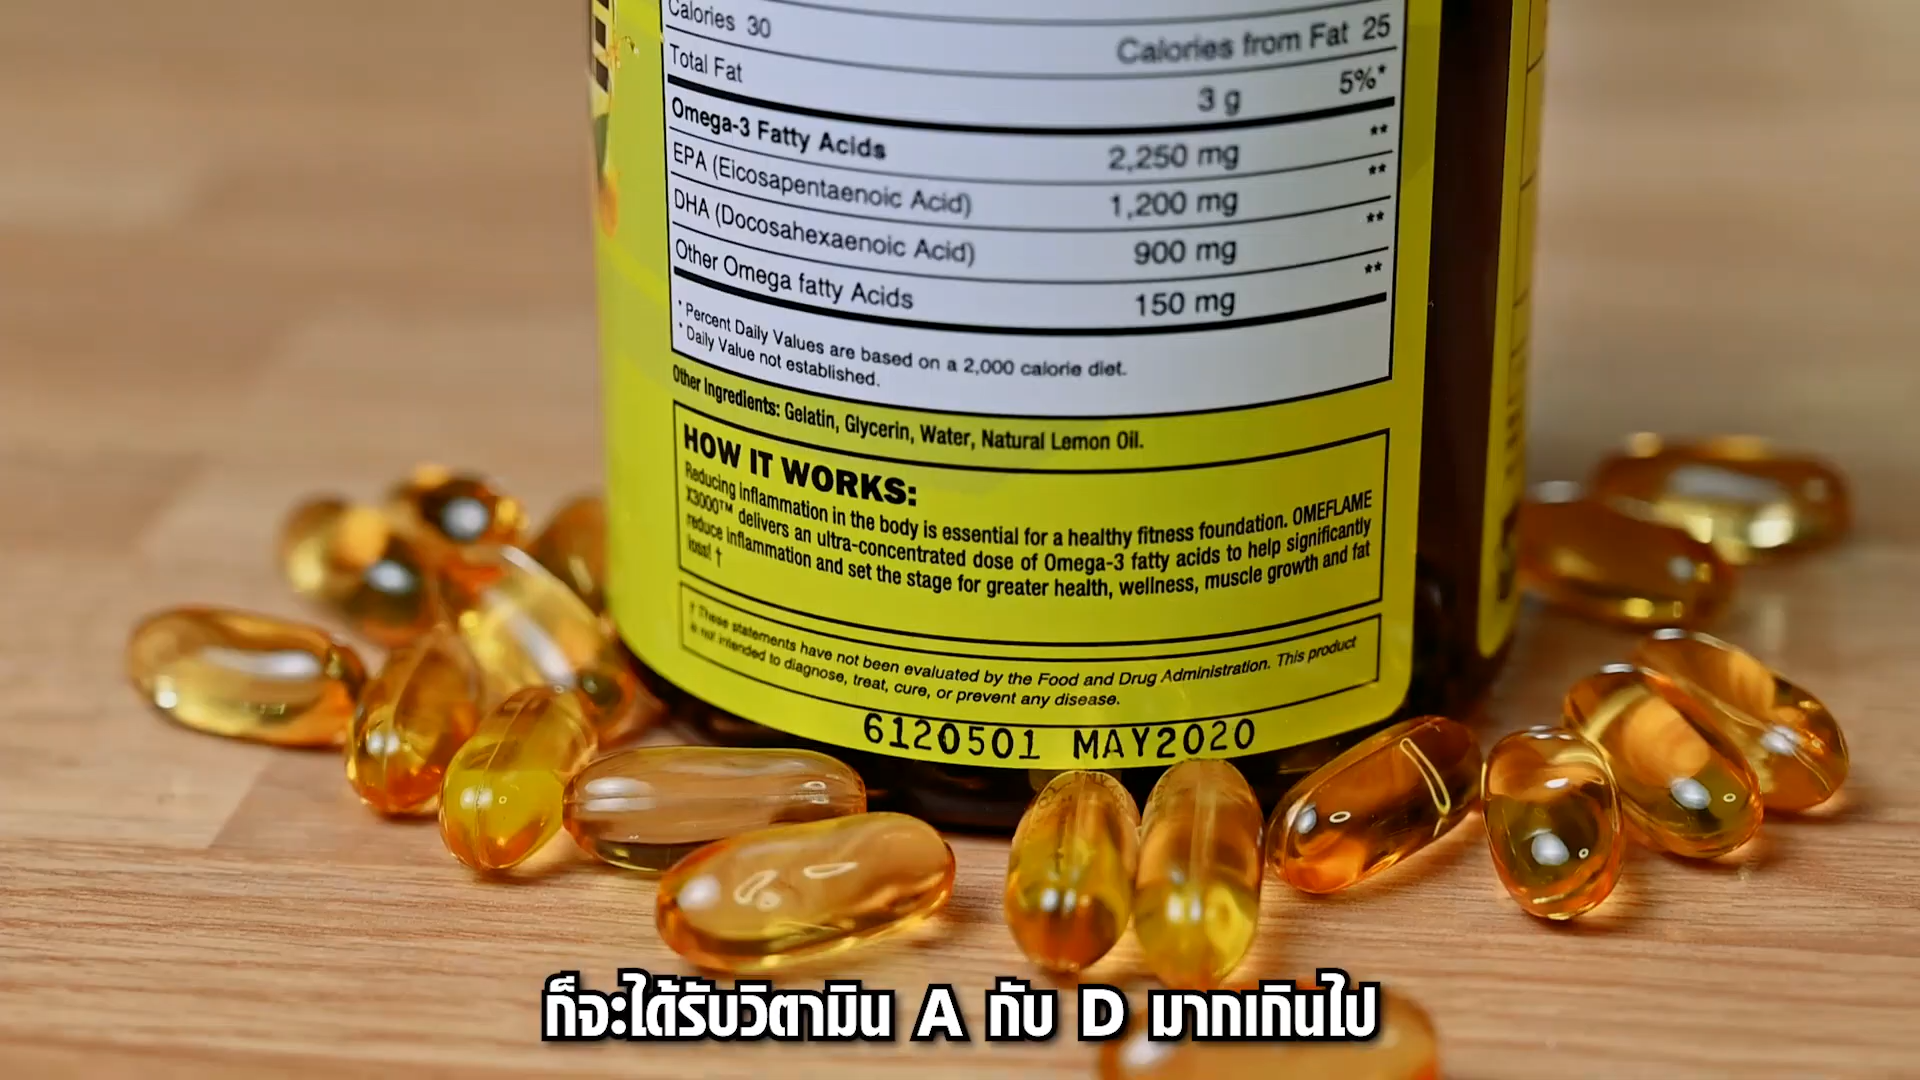 Calories 30 Calories from Fat 25
Total Fat 3 g 5%*
Omega-3 Fatty Acids 2,250 mg **
EPA (Eicosapentaenoic Acid) 1,200 mg **
DHA (Docosahexaenoic Acid) 900 mg **
Other Omega fatty Acids 150 mg **
* Percent Daily Values are based on a 2,000 calorie diet.
* Daily Value not established.
Other Ingredients: Gelatin, Glycerin, Water, Natural Lemon Oil.
HOW IT WORKS:
Reducing inflammation in the body is essential for a healthy fitness foundation. OMEFLAME
X3000™ delivers an ultra-concentrated dose of Omega-3 fatty acids to help significantly
reduce inflammation and set the stage for greater health, wellness, muscle growth and fat
loss! †
† These statements have not been evaluated by the Food and Drug Administration. This product
is not intended to diagnose, treat, cure, or prevent any disease.
6120501 MAY2020
ก็จะได้รับวิตามิน A กับ D มากเกินไป